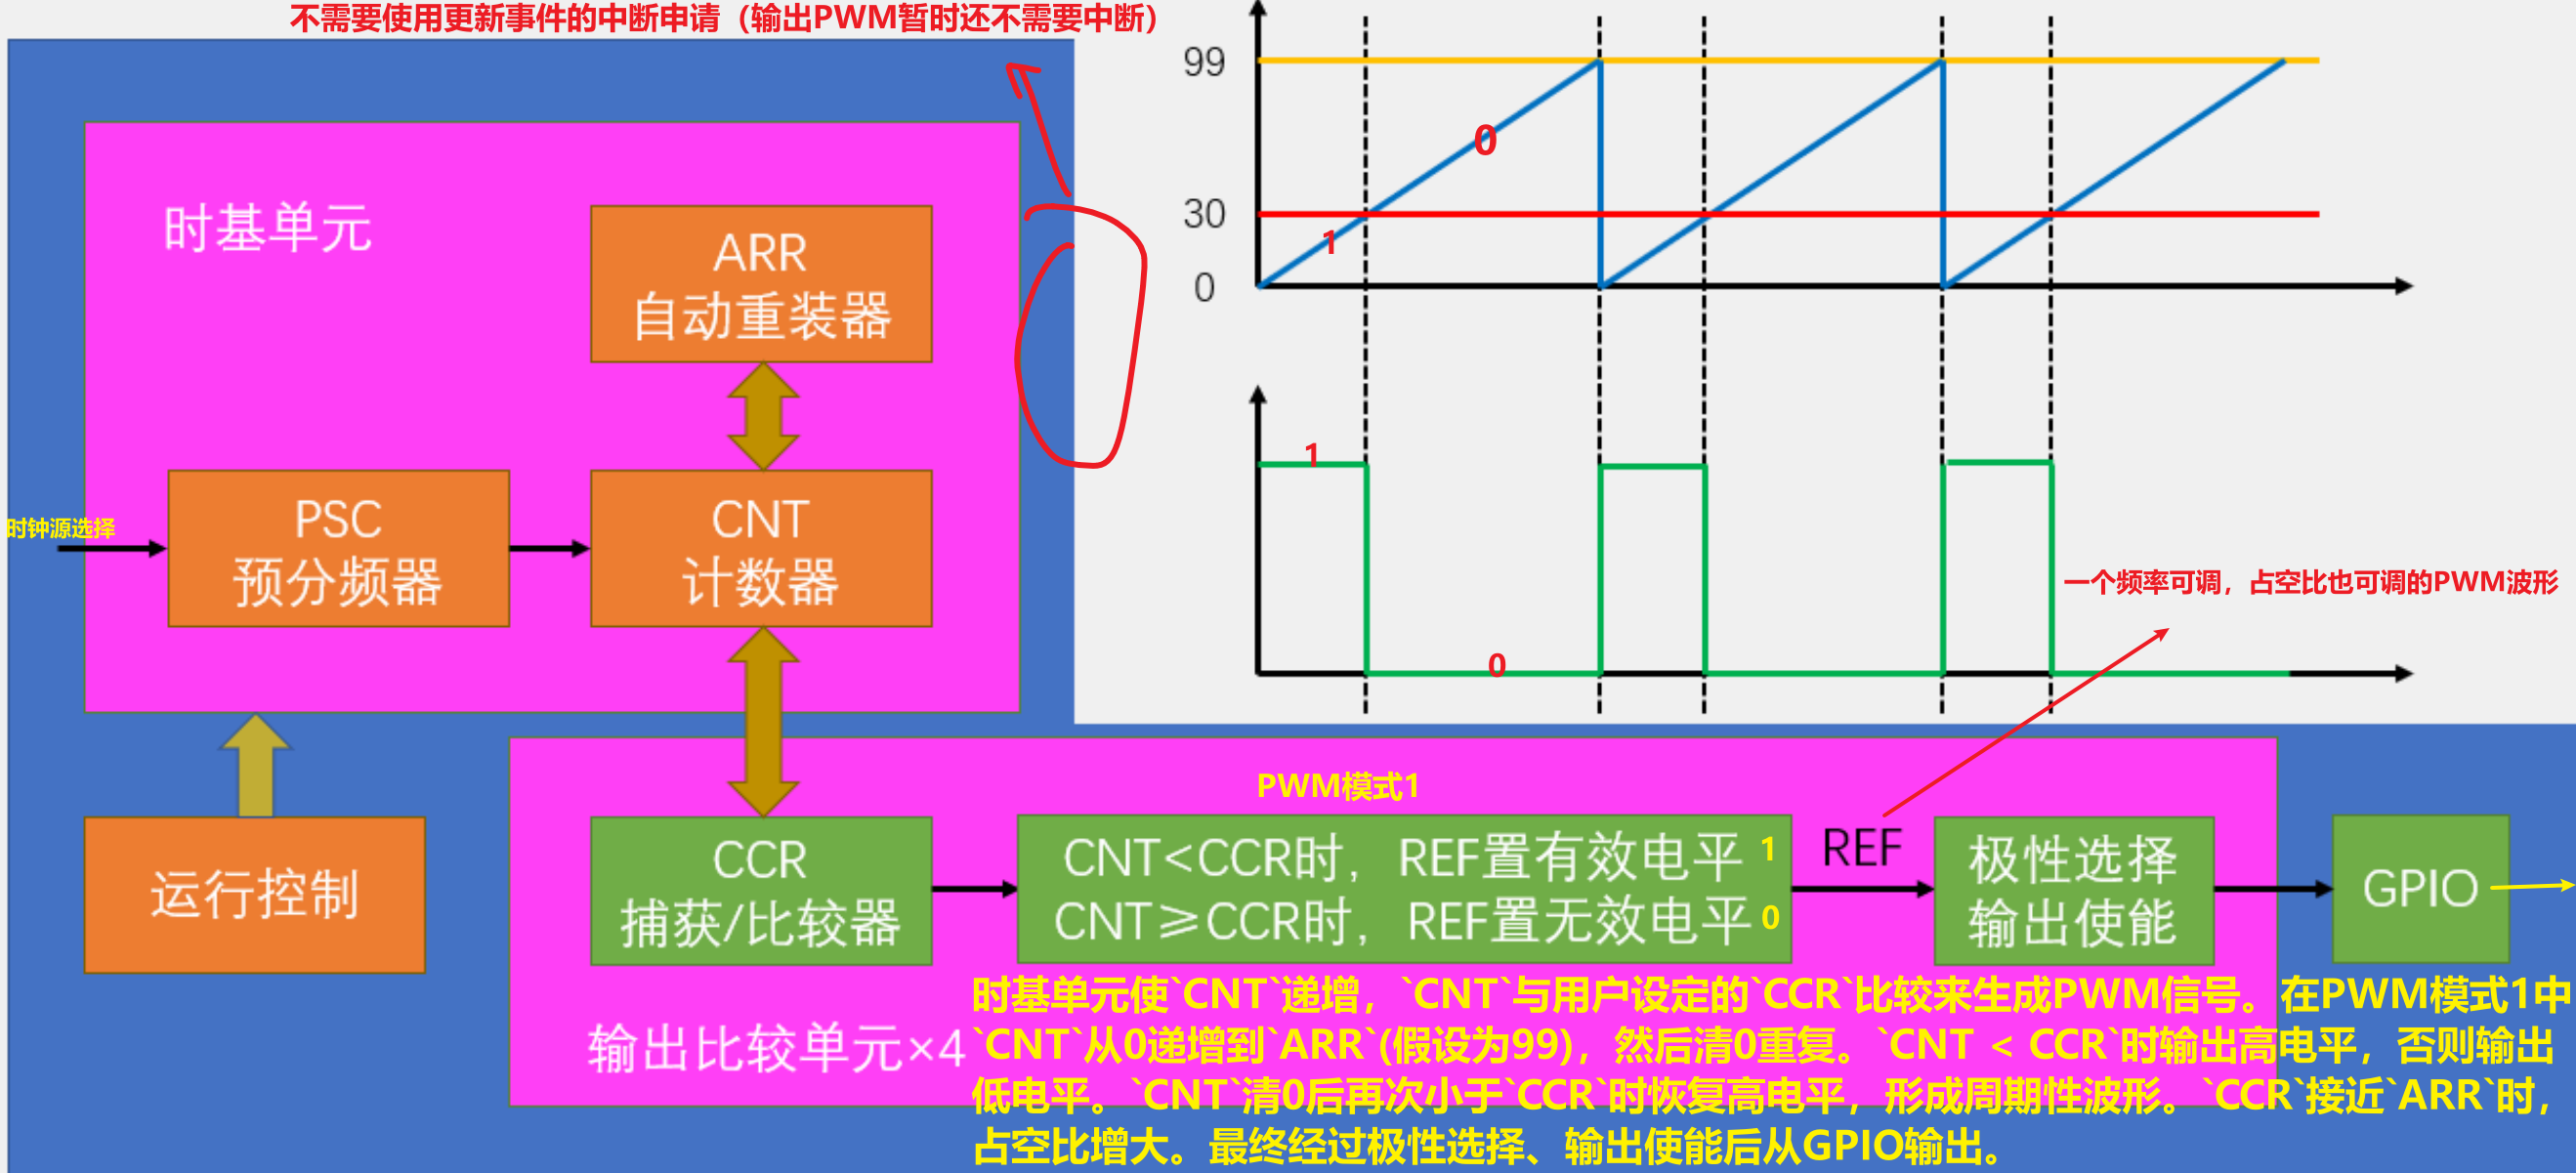 不需要使用更新事件的中断申请（输出PWM暂时还不需要中断）
时基单元
ARR
自动重装器
时钟源选择
PSC
预分频器
CNT
计数器
运行控制
99
30
0
0
1
1
0
一个频率可调，占空比也可调的PWM波形
PWM模式1
CCR
捕获/比较器
CNT<CCR时，REF置有效电平 1
CNT≥CCR时，REF置无效电平 0
REF
极性选择
输出使能
GPIO
输出比较单元×4
时基单元使`CNT`递增，`CNT`与用户设定的`CCR`比较来生成PWM信号。在PWM模式1中
`CNT`从0递增到`ARR`(假设为99)，然后清0重复。`CNT < CCR`时输出高电平，否则输出
低电平。`CNT`清0后再次小于`CCR`时恢复高电平，形成周期性波形。`CCR`接近`ARR`时，
占空比增大。最终经过极性选择、输出使能后从GPIO输出。